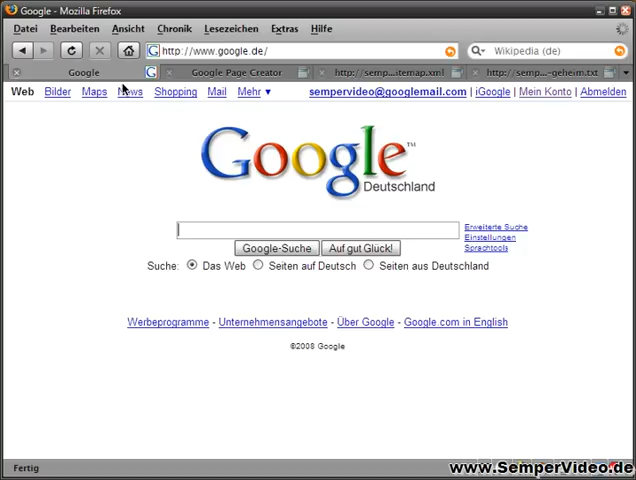 Google - Mozilla Firefox
Datei Bearbeiten Ansicht Chronik Lesezeichen Extras Hilfe
G http://www.google.de/ Wikipedia (de)
Google G Google Page Creator http://semp...itemap.xml http://semp...-geheim.txt
Web Bilder Maps News Shopping Mail Mehr ▼ sempervideo@googlemail.com | iGoogle | Mein Konto | Abmelden
Google™
Deutschland
Erweiterte Suche
Einstellungen
Sprachtools
Google-Suche Auf gut Glück!
Suche: Das Web Seiten auf Deutsch Seiten aus Deutschland
Werbeprogramme - Unternehmensangebote - Über Google - Google.com in English
©2008 Google
Fertig
www.SemperVideo.de